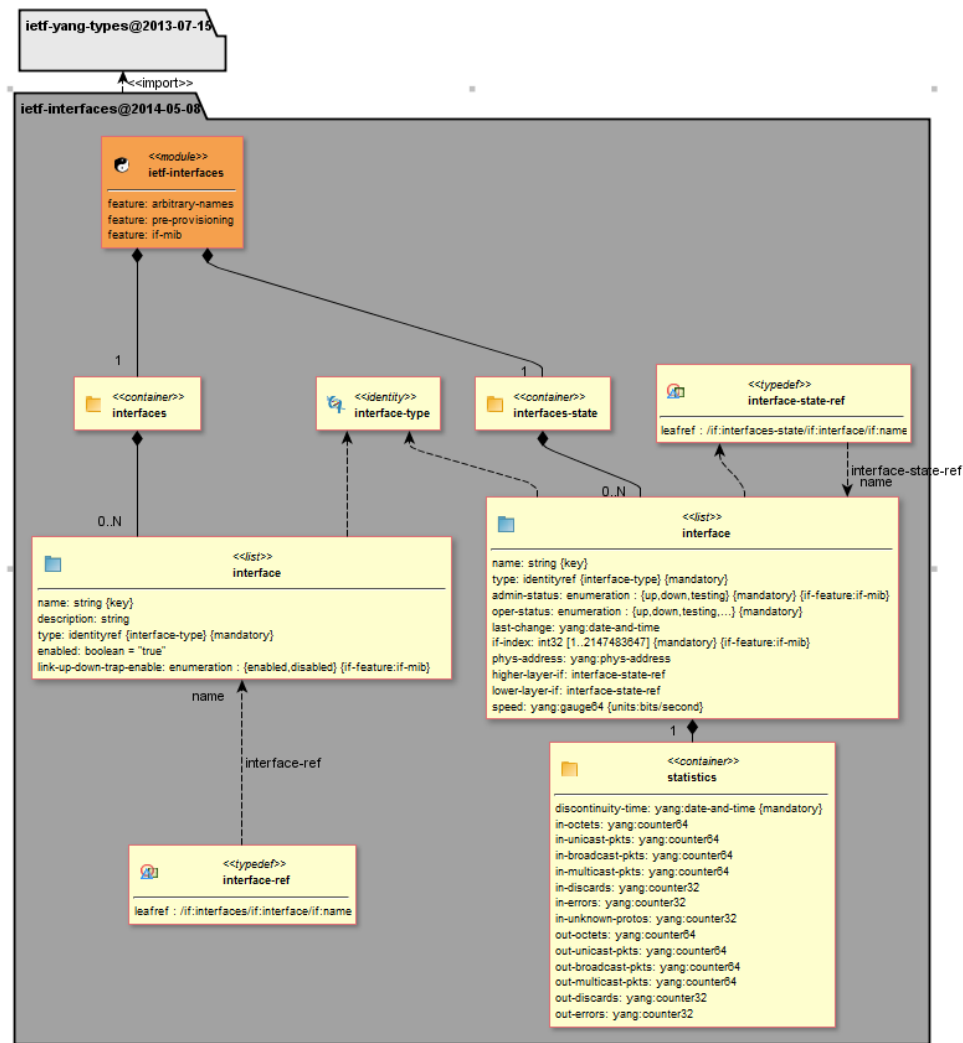 ietf-yang-types@2013-07-15
<<import>>
ietf-interfaces@2014-05-08
<<module>>
ietf-interfaces
feature: arbitrary-names
feature: pre-provisioning
feature: if-mib
1
1
<<container>>
interfaces
<<identity>>
interface-type
<<container>>
interfaces-state
<<typedef>>
interface-state-ref
leafref : /if:interfaces-state/if:interface/if:name
interface-state-ref
name
0..N
0..N
<<list>>
interface
name: string {key}
description: string
type: identityref {interface-type} {mandatory}
enabled: boolean = "true"
link-up-down-trap-enable: enumeration : {enabled,disabled} {if-feature:if-mib}
<<list>>
interface
name: string {key}
type: identityref {interface-type} {mandatory}
admin-status: enumeration : {up,down,testing} {mandatory} {if-feature:if-mib}
oper-status: enumeration : {up,down,testing,...} {mandatory}
last-change: yang:date-and-time
if-index: int32 [1..2147483647] {mandatory} {if-feature:if-mib}
phys-address: yang:phys-address
higher-layer-if: interface-state-ref
lower-layer-if: interface-state-ref
speed: yang:gauge64 {units:bits/second}
name
interface-ref
1
<<container>>
statistics
discontinuity-time: yang:date-and-time {mandatory}
in-octets: yang:counter64
in-unicast-pkts: yang:counter64
in-broadcast-pkts: yang:counter64
in-multicast-pkts: yang:counter64
in-discards: yang:counter32
in-errors: yang:counter32
in-unknown-protos: yang:counter32
out-octets: yang:counter64
out-unicast-pkts: yang:counter64
out-broadcast-pkts: yang:counter64
out-multicast-pkts: yang:counter64
out-discards: yang:counter32
out-errors: yang:counter32
<<typedef>>
interface-ref
leafref : /if:interfaces/if:interface/if:name